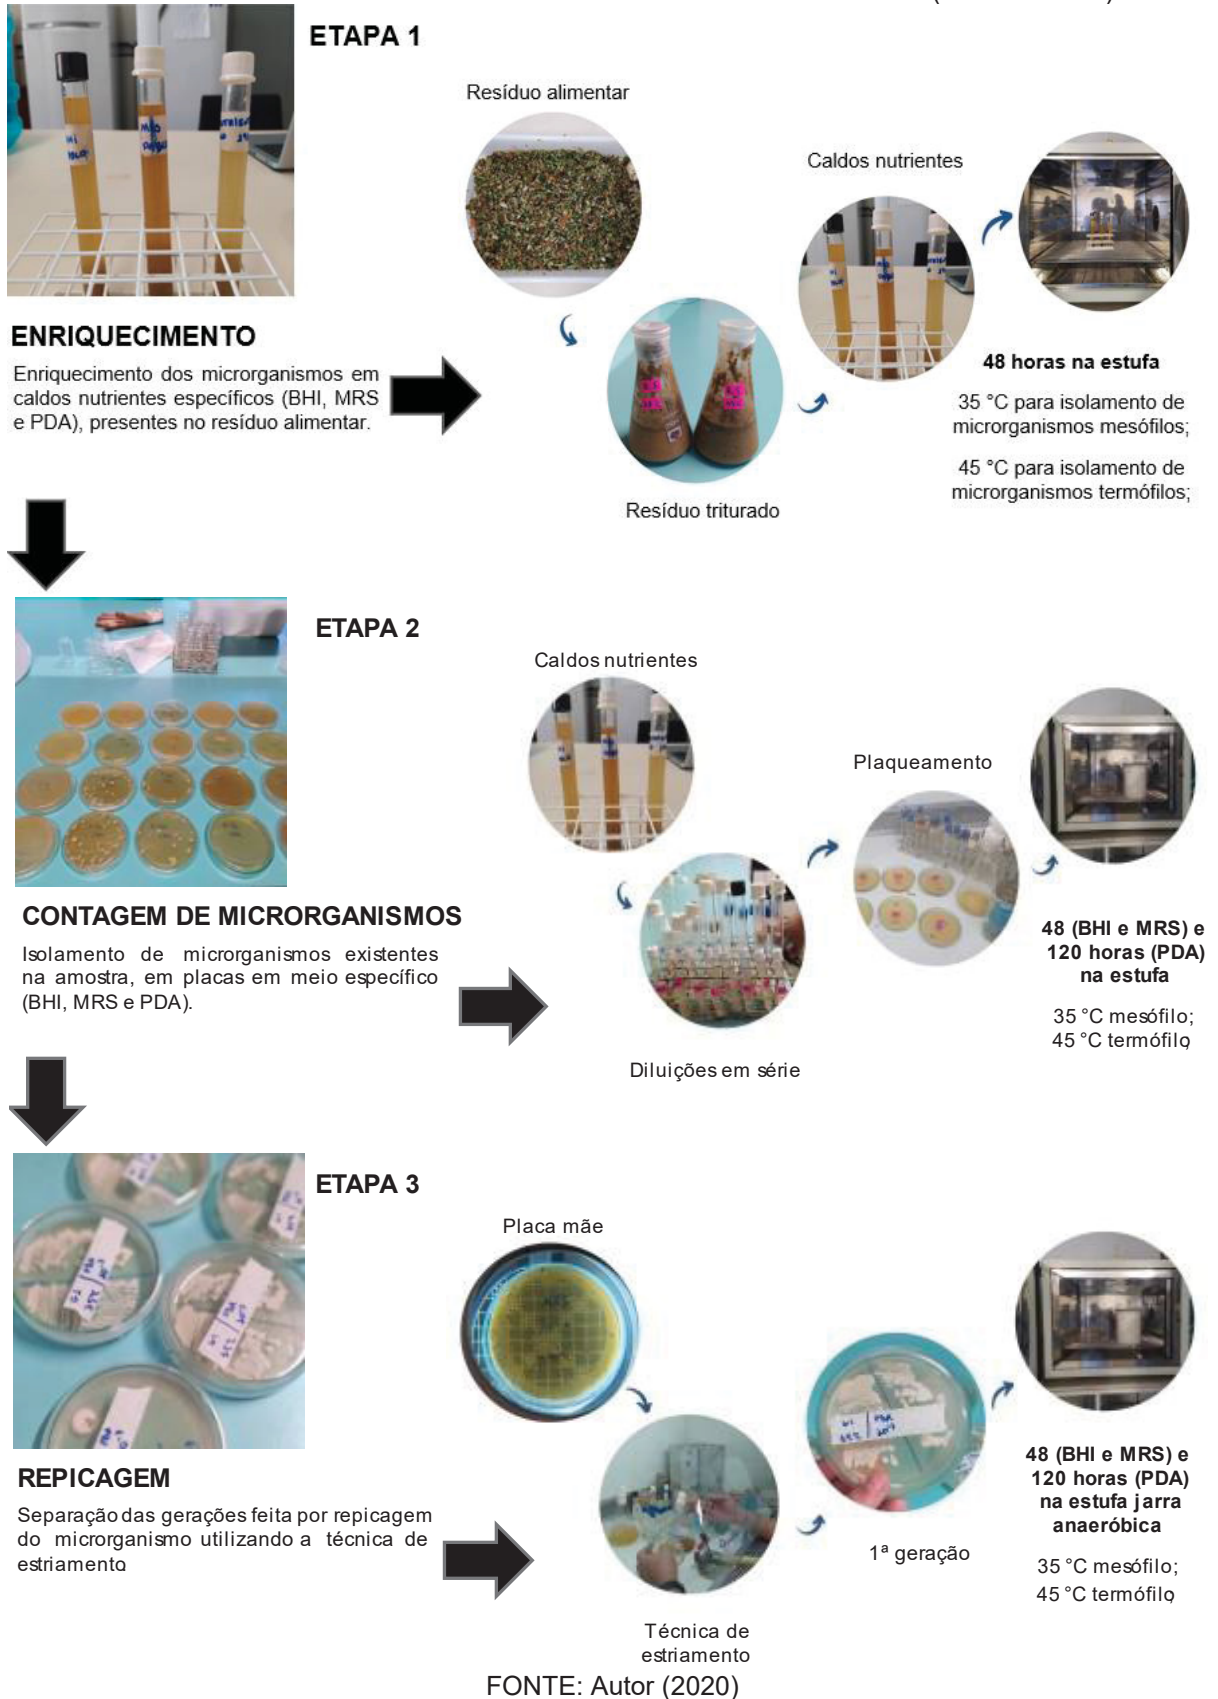 ETAPA 1
Resíduo alimentar
Caldos nutrientes
ENRIQUECIMENTO
Enriquecimento dos microrganismos em
caldos nutrientes específicos (BHI, MRS
e PDA), presentes no resíduo alimentar.
Resíduo triturado
48 horas na estufa
35 °C para isolamento de
microrganismos mesófilos;
45 °C para isolamento de
microrganismos termófilos;
ETAPA 2
Caldos nutrientes
Plaqueamento
CONTAGEM DE MICRORGANISMOS
Isolamento de microrganismos existentes
na amostra, em placas em meio específico
(BHI, MRS e PDA).
Diluições em série
48 (BHI e MRS) e
120 horas (PDA)
na estufa
35 °C mesófilo;
45 °C termófilo;
ETAPA 3
Placa mãe
REPICAGEM
Separação das gerações feita por repicagem
do microrganismo utilizando a técnica de
estriamento.
Técnica de
estriamento
1ª geração
48 (BHI e MRS) e
120 horas (PDA)
na estufa jarra
anaeróbica
35 °C mesófilo;
45 °C termófilo;
FONTE: Autor (2020)